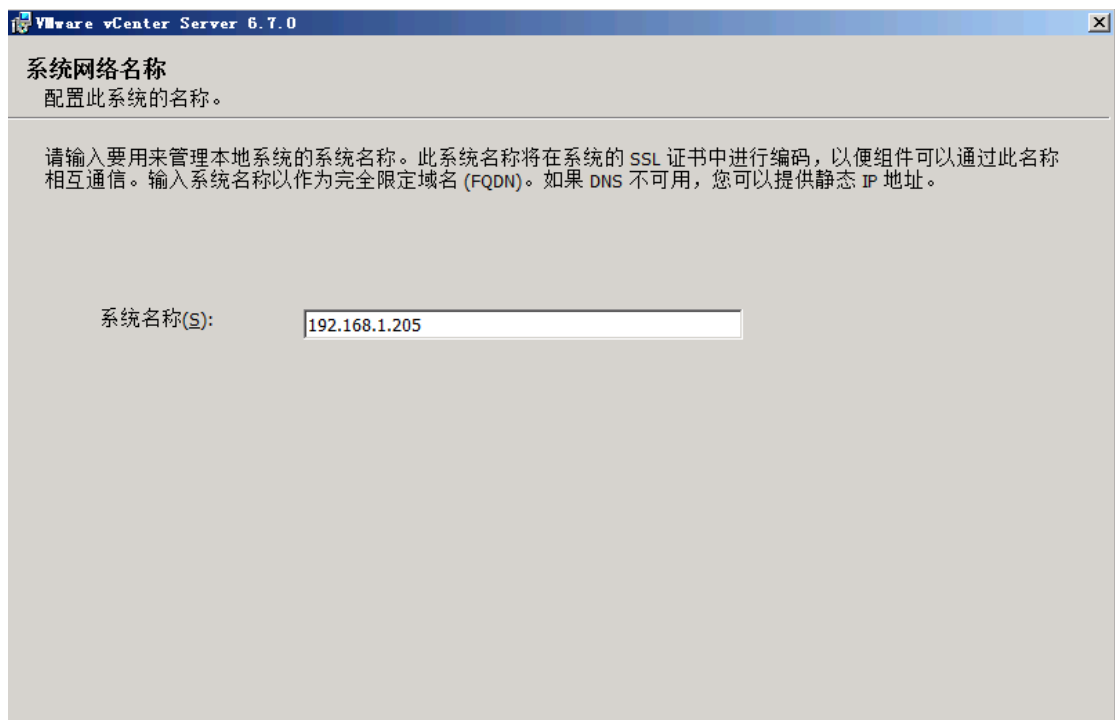 VMware vCenter Server 6.7.0
系统网络名称
配置此系统的名称。
请输入要用来管理本地系统的系统名称。此系统名称将在系统的 SSL 证书中进行编码，以便组件可以通过此名称
相互通信。输入系统名称以作为完全限定域名 (FQDN)。如果 DNS 不可用，您可以提供静态 IP 地址。
系统名称(S): 192.168.1.205